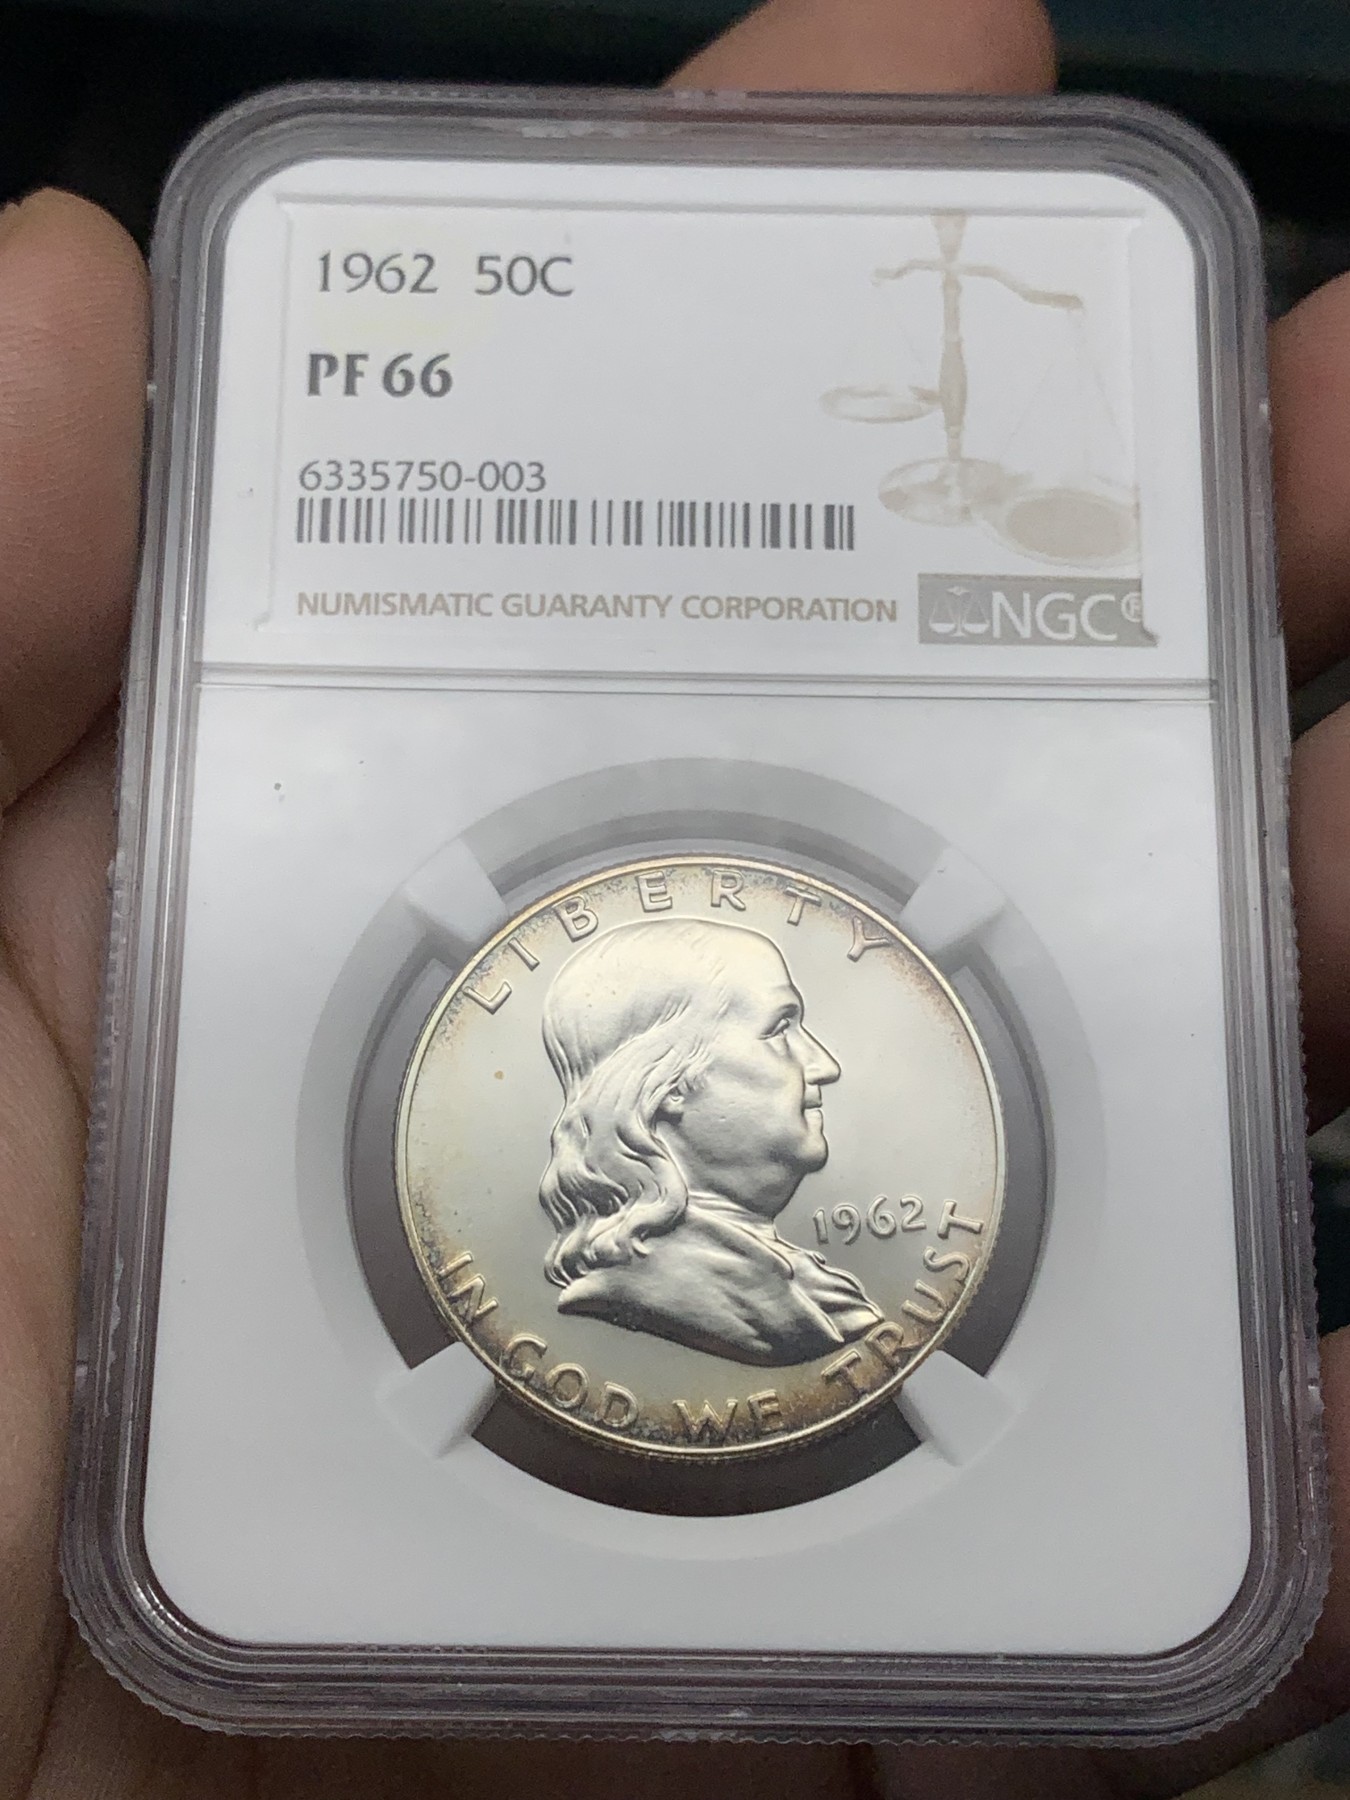 1962 50C
PF 66
6335750-003
NUMISMATIC GUARANTY CORPORATION
NGC®
LIBERTY
1962
IN GOD WE TRUST